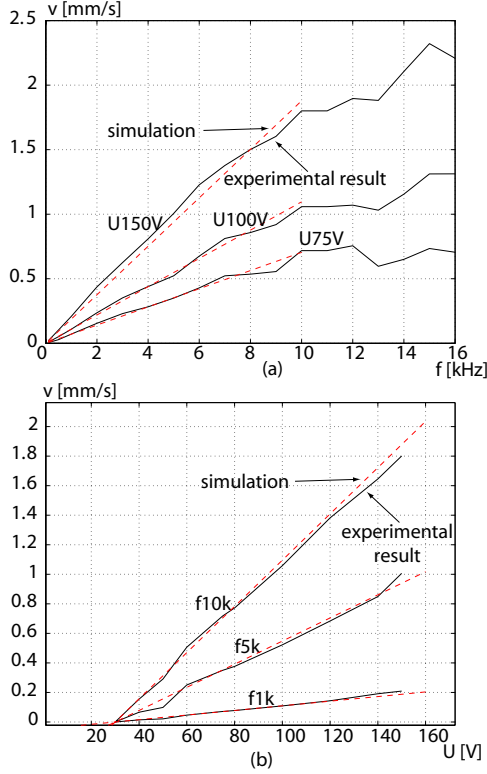 v [mm/s]
2.5
2
1.5
1
0.5
0
simulation
experimental result
U150V
U100V
U75V
0 2 4 6 8 10 12 14 16
(a)
f [kHz]
v [mm/s]
2
1.8
1.6
1.4
1.2
1
0.8
0.6
0.4
0.2
0
simulation
experimental
result
f10k
f5k
f1k
20 40 60 80 100 120 140 160
(b)
U [V]